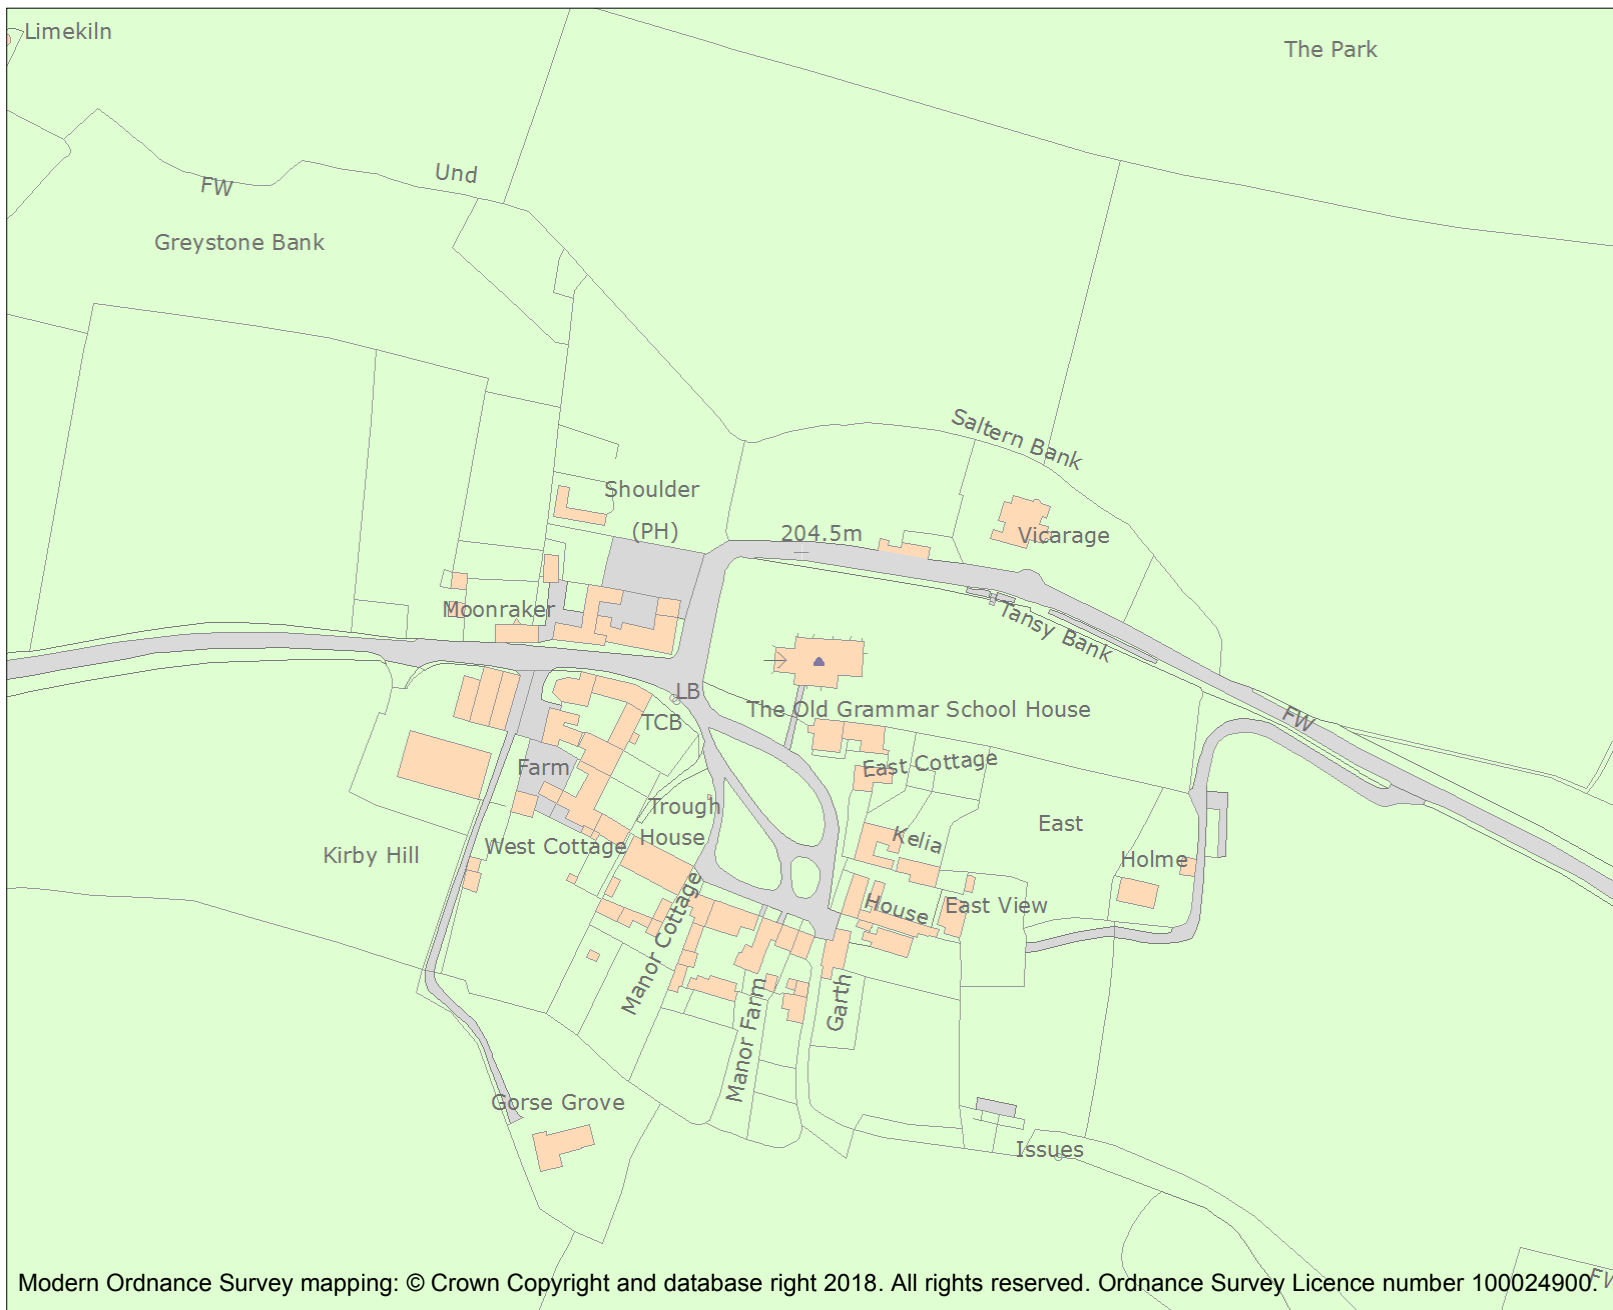 Limekiln
The Park
Und
FW
Greystone Bank
Saltern Bank
Shoulder
(PH)
204.5m
Vicarage
Moonraker
Tansy Bank
LB
The Old Grammar School House
TCB
FW
East Cottage
Farm
Trough
House
East
Kelia
West Cottage
Kirby Hill
Holme
House
East View
Manor Cottage
Garth
Manor Farm
Gorse Grove
Issues
Modern Ordnance Survey mapping: © Crown Copyright and database right 2018. All rights reserved. Ordnance Survey Licence number 100024900.
FW